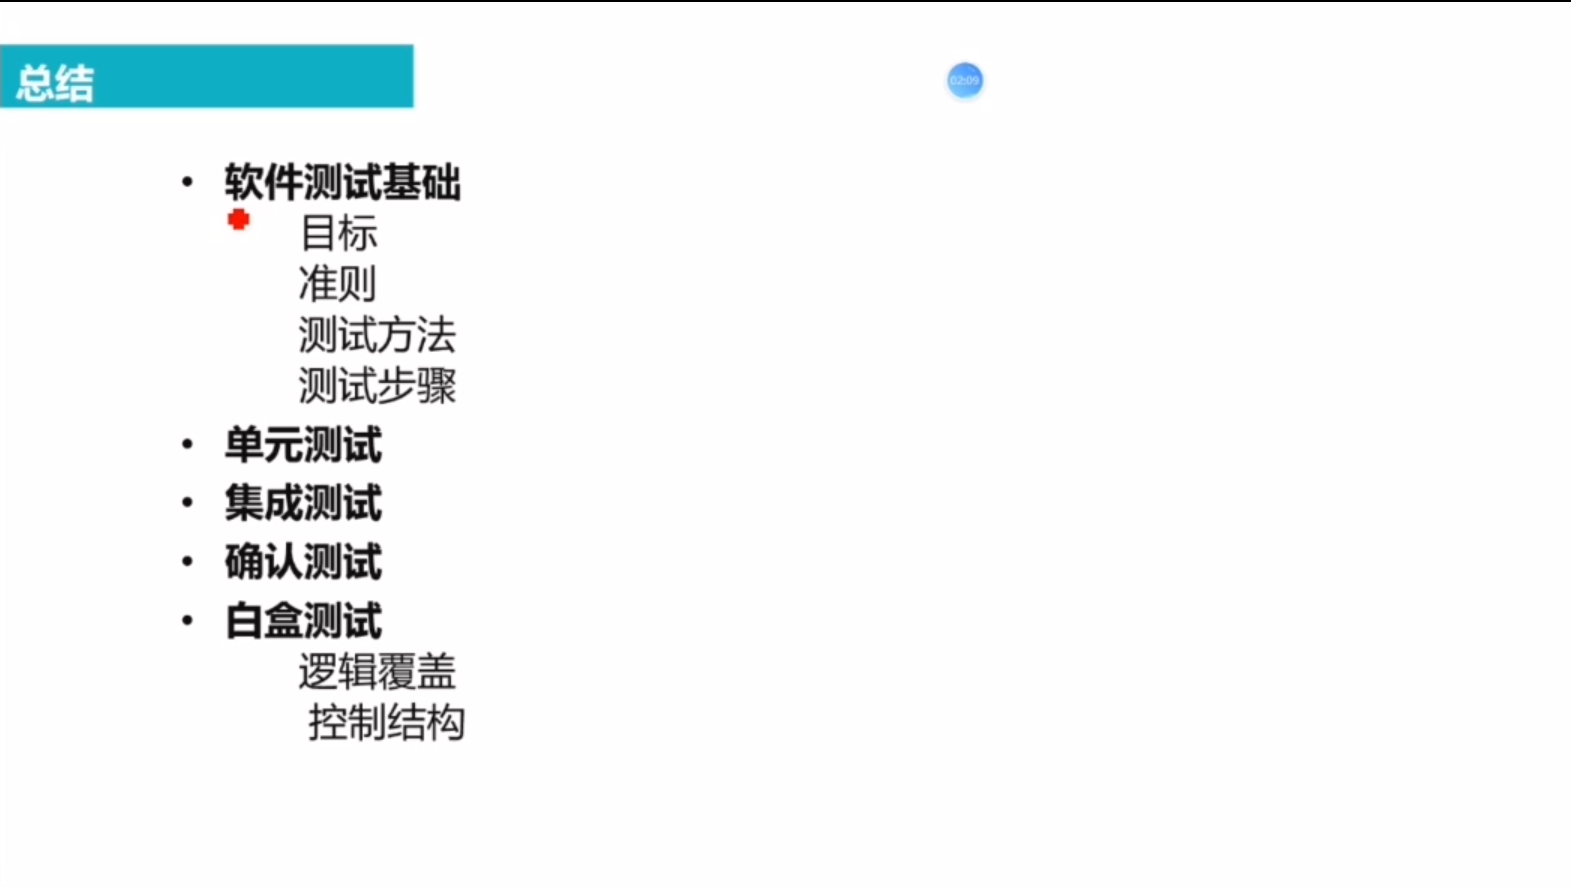 总结
02:09
• 软件测试基础
目标
准则
测试方法
测试步骤
• 单元测试
• 集成测试
• 确认测试
• 白盒测试
逻辑覆盖
控制结构